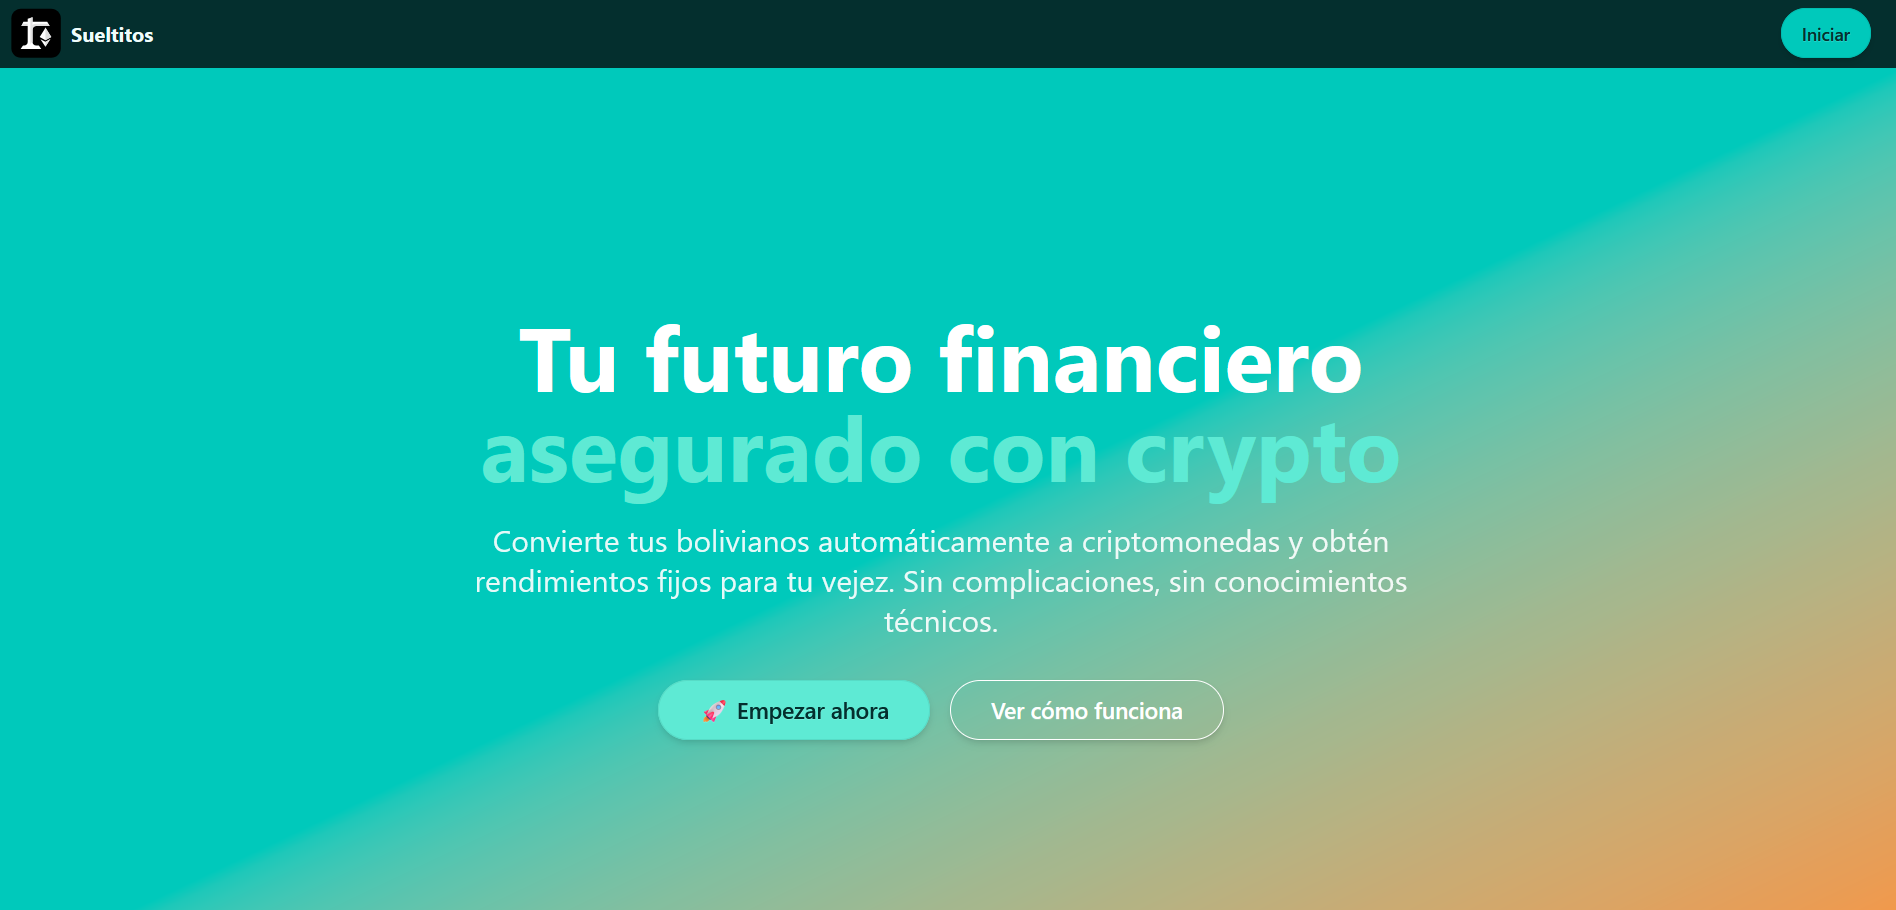 Sueltitos
Iniciar
Tu futuro financiero
asegurado con crypto
Convierte tus bolivianos automáticamente a criptomonedas y obtén
rendimientos fijos para tu vejez. Sin complicaciones, sin conocimientos
técnicos.
🚀 Empezar ahora
Ver cómo funciona